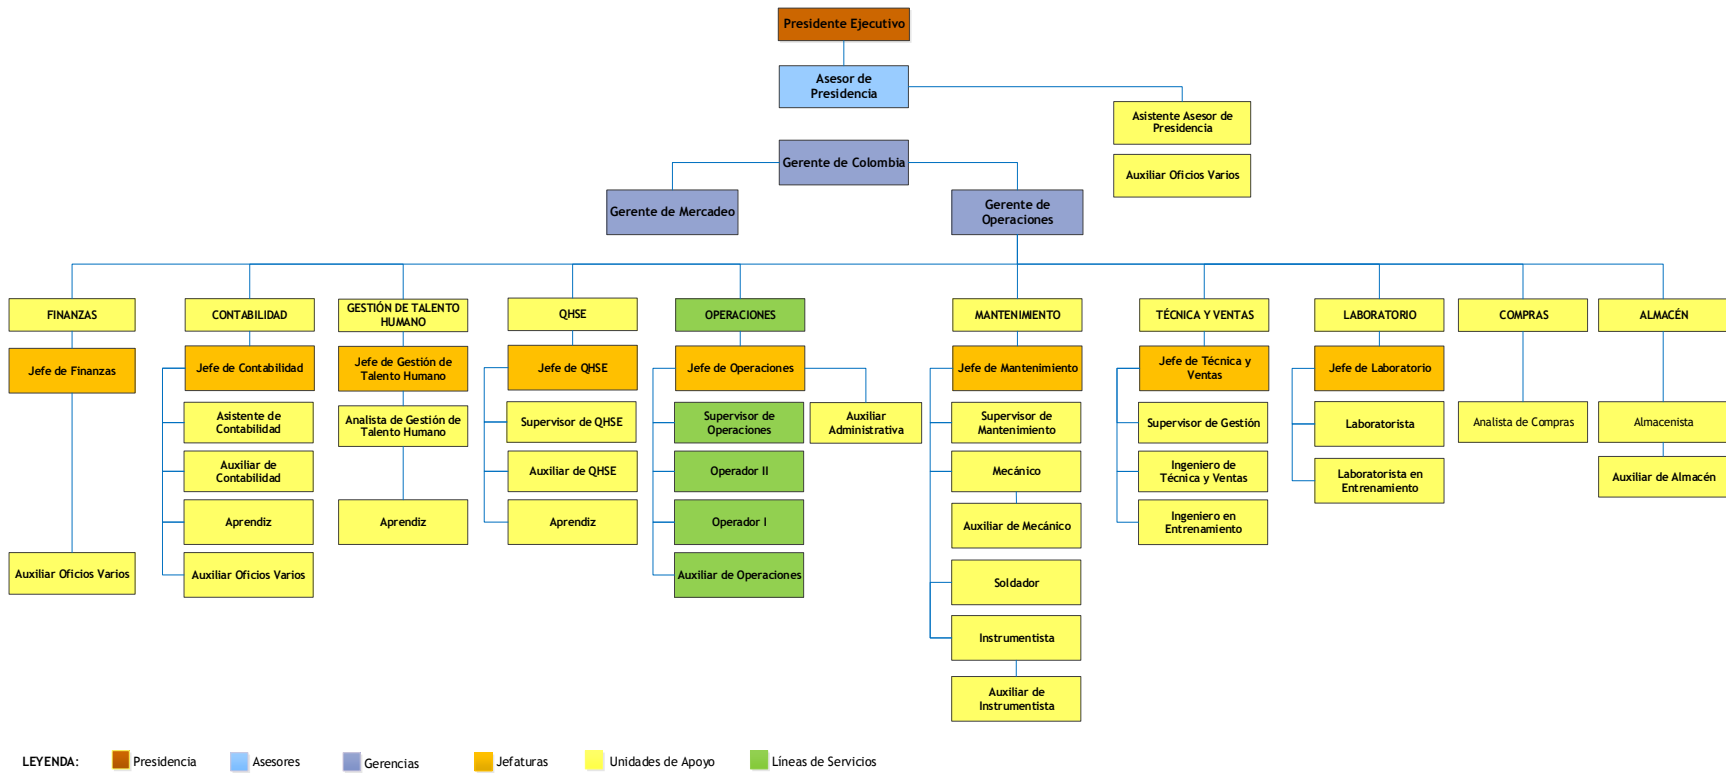 Presidente Ejecutivo
Asesor de
Presidencia
Asistente Asesor de
Presidencia
Auxiliar Oficios Varios
Gerente de Colombia
Gerente de Mercadeo
Gerente de
Operaciones
FINANZAS
CONTABILIDAD
GESTIÓN DE TALENTO
HUMANO
QHSE
OPERACIONES
MANTENIMIENTO
TÉCNICA Y VENTAS
LABORATORIO
COMPRAS
ALMACÉN
Jefe de Finanzas
Jefe de Contabilidad
Jefe de Gestión de
Talento Humano
Jefe de QHSE
Jefe de Operaciones
Jefe de Mantenimiento
Jefe de Técnica y
Ventas
Jefe de Laboratorio
Asistente de
Contabilidad
Analista de Gestión de
Talento Humano
Supervisor de QHSE
Supervisor de
Operaciones
Auxiliar
Administrativa
Supervisor de
Mantenimiento
Supervisor de Gestión
Laboratorista
Analista de Compras
Almacenista
Auxiliar de
Contabilidad
Auxiliar de QHSE
Operador II
Mecánico
Ingeniero de
Técnica y Ventas
Laboratorista en
Entrenamiento
Auxiliar de Almacén
Aprendiz
Aprendiz
Aprendiz
Operador I
Auxiliar de Mecánico
Ingeniero en
Entrenamiento
Auxiliar Oficios Varios
Auxiliar Oficios Varios
Auxiliar de Operaciones
Soldador
Instrumentista
Auxiliar de
Instrumentista
LEYENDA:
Presidencia
Asesores
Gerencias
Jefaturas
Unidades de Apoyo
Líneas de Servicios